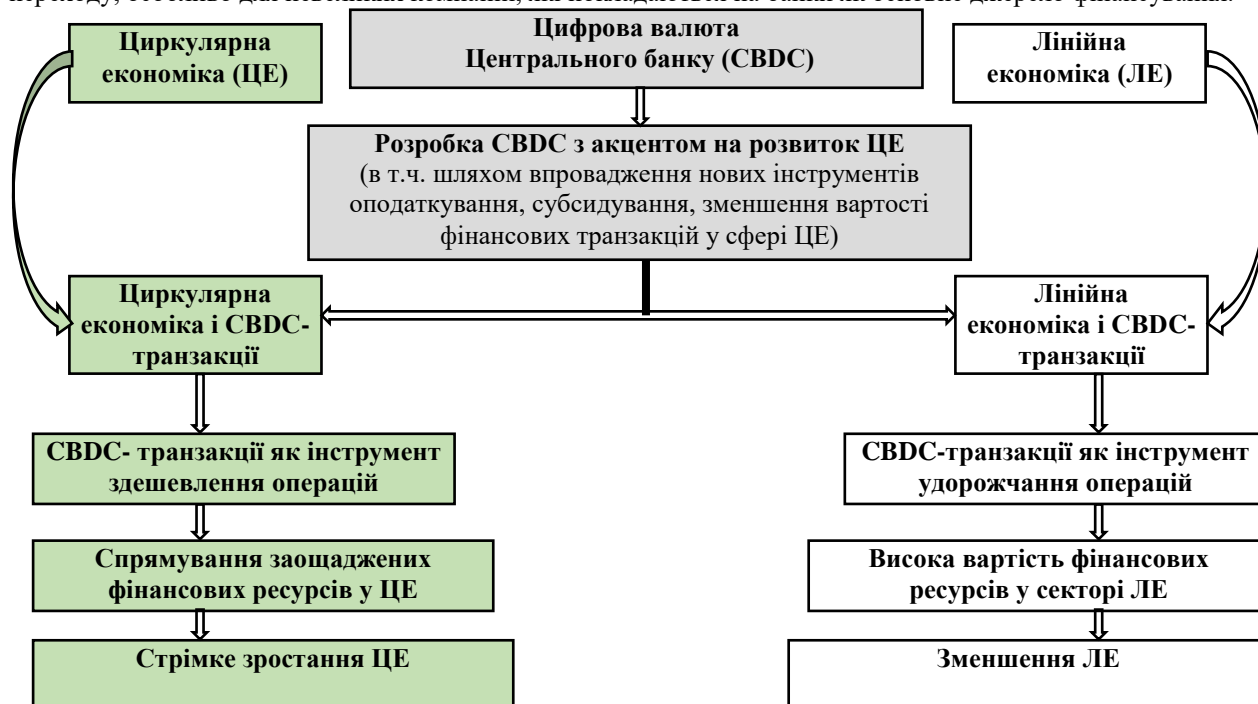 Циркулярна
економіка (ЦЕ)
Цифрова валюта
Центрального банку (CBDC)
Лінійна
економіка (ЛЕ)
Розробка CBDC з акцентом на розвиток ЦЕ
(в т.ч. шляхом впровадження нових інструментів
оподаткування, субсидування, зменшення вартості
фінансових транзакцій у сфері ЦЕ)
Циркулярна
економіка і CBDC-
транзакції
Лінійна
економіка і CBDC-
транзакції
CBDC- транзакції як інструмент
здешевлення операцій
CBDC-транзакції як інструмент
удорожчання операцій
Спрямування заощаджених
фінансових ресурсів у ЦЕ
Висока вартість фінансових
ресурсів у секторі ЛЕ
Стрімке зростання ЦЕ
Зменшення ЛЕ